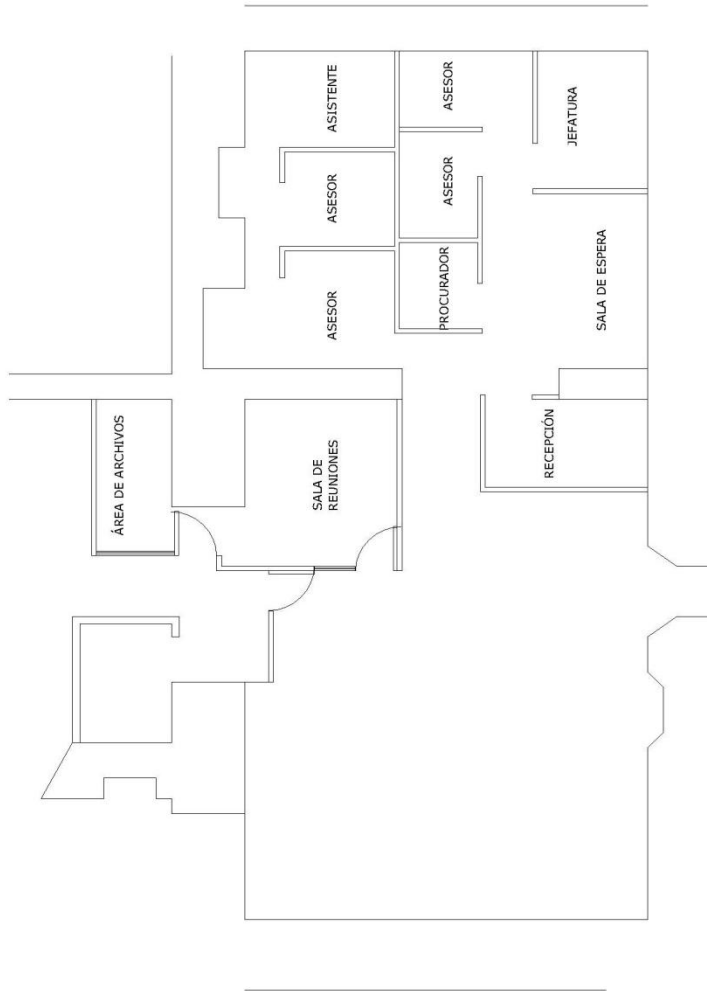 ASISTENTE
ASESOR
JEFATURA
ASESOR
ASESOR
ASESOR
PROCURADOR
SALA DE ESPERA
ÁREA DE ARCHIVOS
SALA DE
REUNIONES
RECEPCIÓN